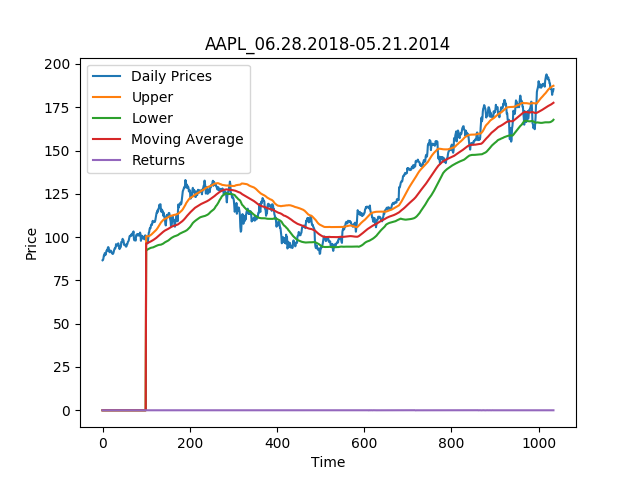 AAPL_06.28.2018-05.21.2014
200
175
150
125
100
75
50
25
0
Price
Daily Prices
Upper
Lower
Moving Average
Returns
0 200 400 600 800 1000
Time